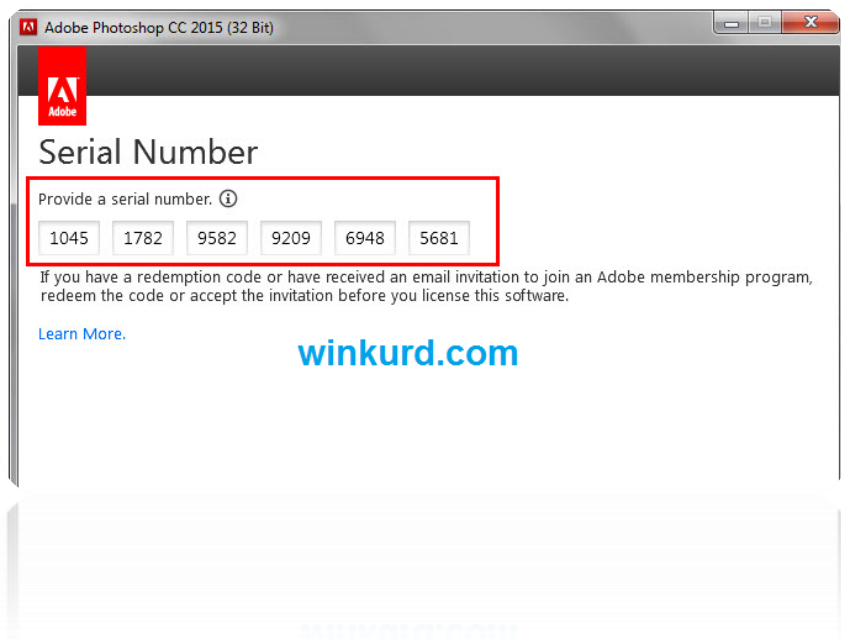 Adobe Photoshop CC 2015 (32 Bit)
Adobe
Serial Number
Provide a serial number.
1045 1782 9582 9209 6948 5681
If you have a redemption code or have received an email invitation to join an Adobe membership program,
redeem the code or accept the invitation before you license this software.
Learn More.
winkurd.com